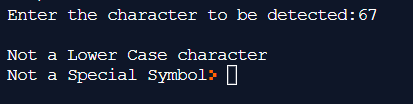 Enter the character to be detected:67
Not a Lower Case character
Not a Special Symbol>